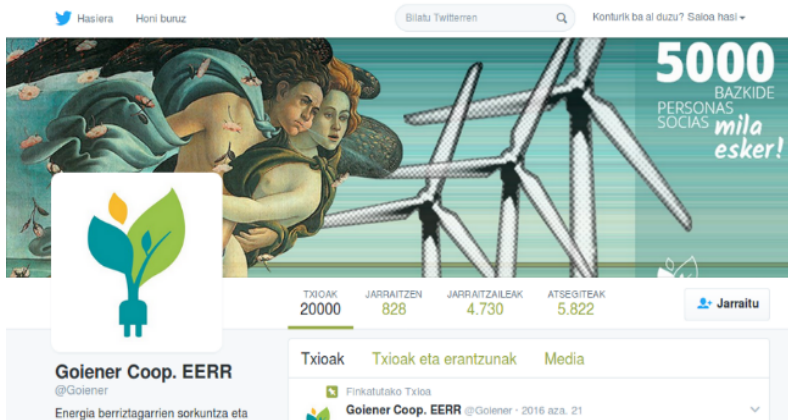 Hasiera Honi buruz Bilatu Twitterren Konturik ba al duzu? Saioa hasi
5000
BAZKIDE
PERSONAS
SOCIAS mila
esker!
TXIOAK JARRAITZEN JARRAITZAILEAK ATSEGITEAK
20000 828 4.730 5.822
Jarraitu
Goiener Coop. EERR
@Goiener
Energia berriztagarrien sorkuntza eta
Txioak Txioak eta erantzunak Media
Finkatutako Txioa
Goiener Coop. EERR @Goiener · 2016 aza. 21